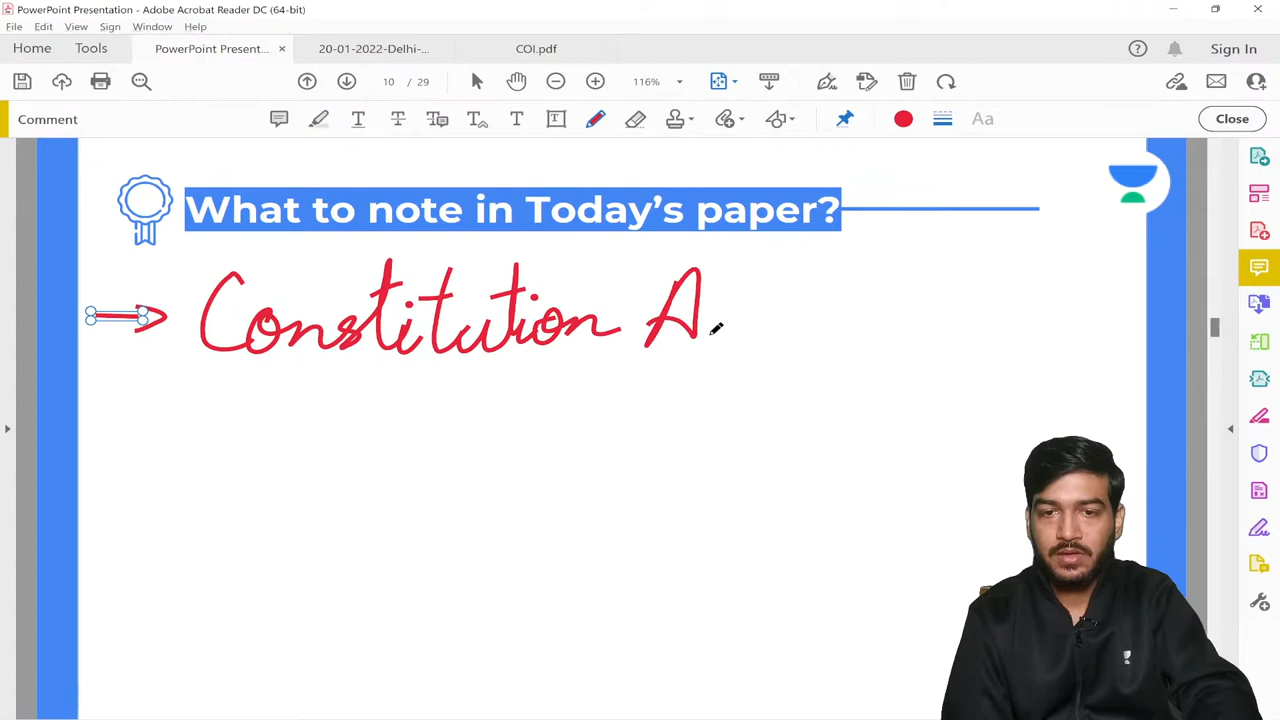 PowerPoint Presentation - Adobe Acrobat Reader DC (64-bit)
File Edit View Sign Window Help
Home Tools PowerPoint Present... × 20-01-2022-Delhi-... COI.pdf Sign In
10 / 29 116%
Comment Aa Close
What to note in Today's paper?
Constitution A